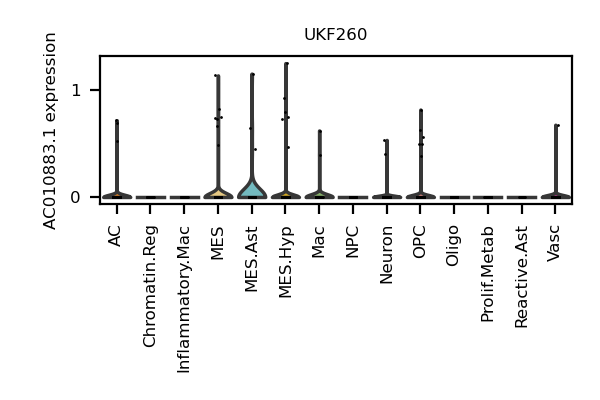 UKF260
AC010883.1 expression
1
0
AC
Chromatin.Reg
Inflammatory.Mac
MES
MES.Ast
MES.Hyp
Mac
NPC
Neuron
OPC
Oligo
Prolif.Metab
Reactive.Ast
Vasc